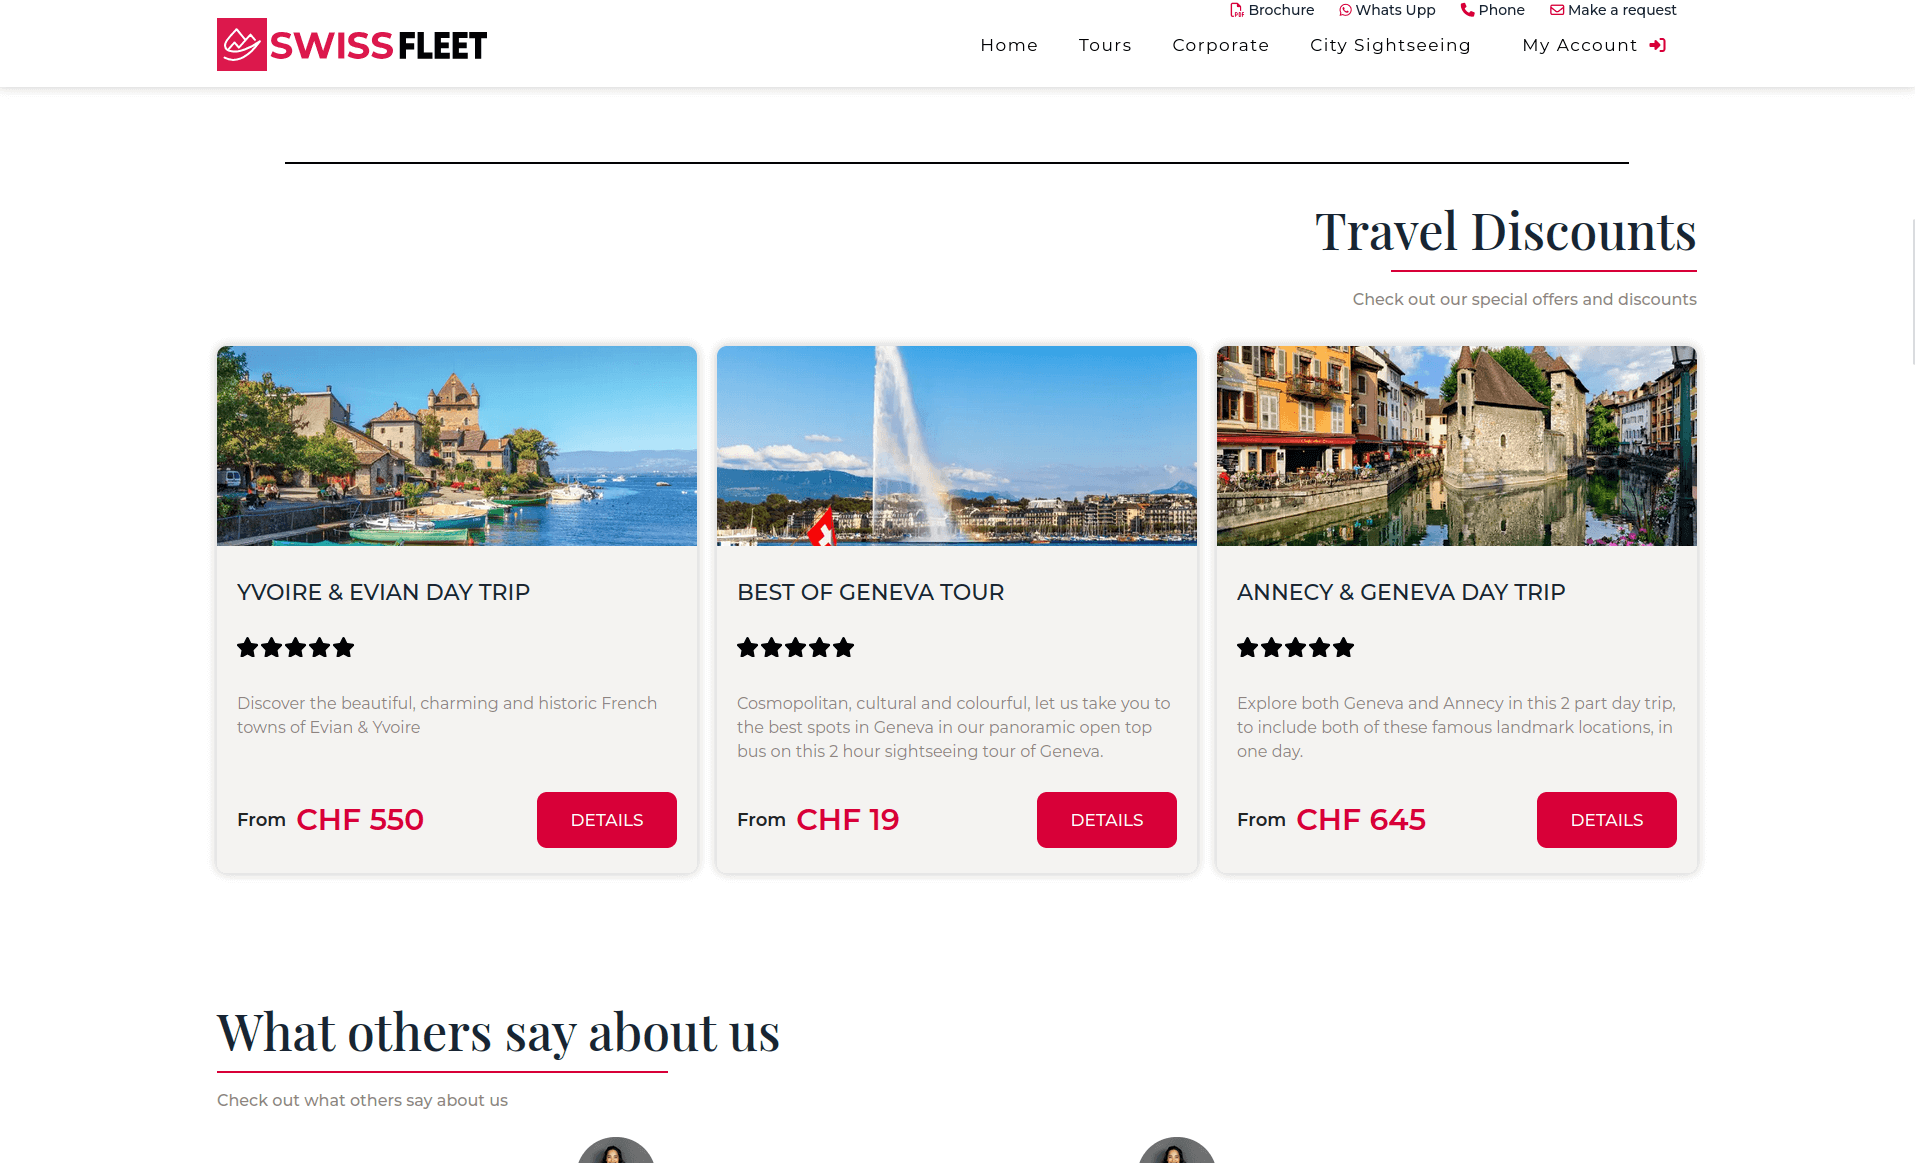 Brochure Whats Upp Phone Make a request
SWISS FLEET
Home Tours Corporate City Sightseeing My Account
Travel Discounts
Check out our special offers and discounts
YVOIRE & EVIAN DAY TRIP
Discover the beautiful, charming and historic French
towns of Evian & Yvoire
From CHF 550 DETAILS
BEST OF GENEVA TOUR
Cosmopolitan, cultural and colourful, let us take you to
the best spots in Geneva in our panoramic open top
bus on this 2 hour sightseeing tour of Geneva.
From CHF 19 DETAILS
ANNECY & GENEVA DAY TRIP
Explore both Geneva and Annecy in this 2 part day trip,
to include both of these famous landmark locations, in
one day.
From CHF 645 DETAILS
What others say about us
Check out what others say about us